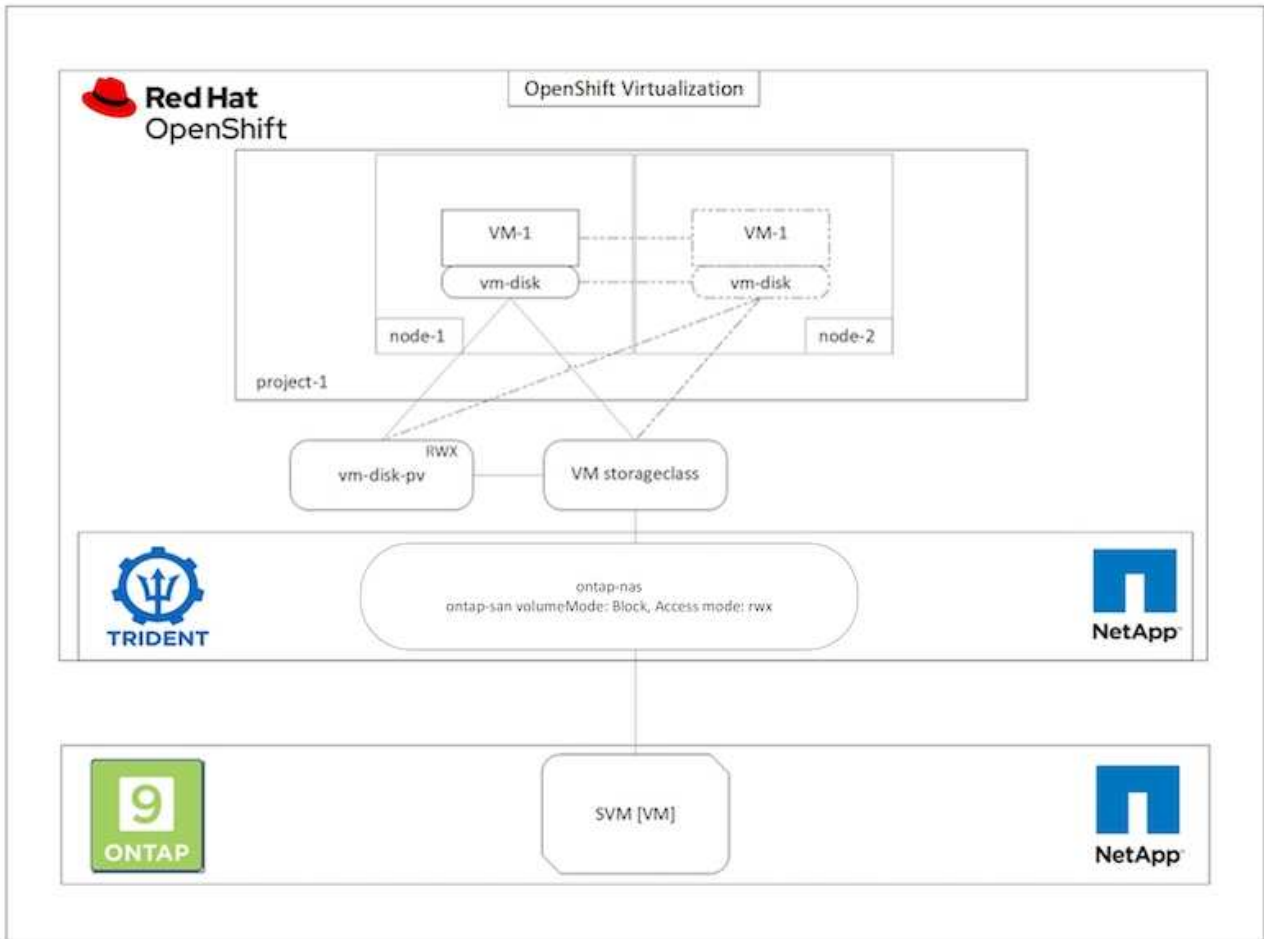 OpenShift Virtualization
Red Hat
OpenShift
VM-1
VM-1
vm-disk
vm-disk
node-1
node-2
project-1
RWX
vm-disk-pv
VM storageclass
ontap-nas
ontap-san volumeMode: Block, Access mode: rwx
TRIDENT
NetApp™
9
ONTAP
SVM [VM]
NetApp™